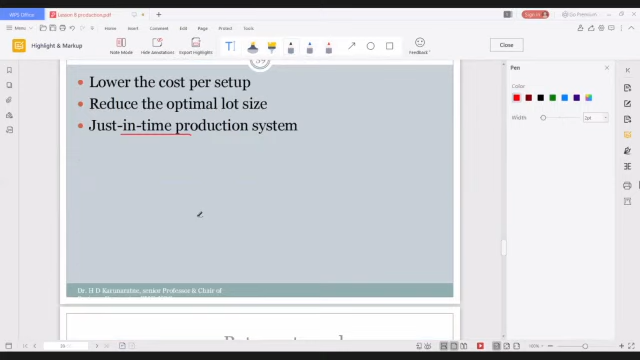 WPS Office
Lesson 9 production.pdf
Sign in
Go Premium
Menu
Home
Insert
Comment
Edit
Page
Protect
Tools
Highlight & Markup
Note Mode
Hide Annotations
Export Highlights
Feedback
Close
59
Lower the cost per setup
Reduce the optimal lot size
Just-in-time production system
Dr. H D Karunaratne, senior Professor & Chair of
Pen
Color
Width